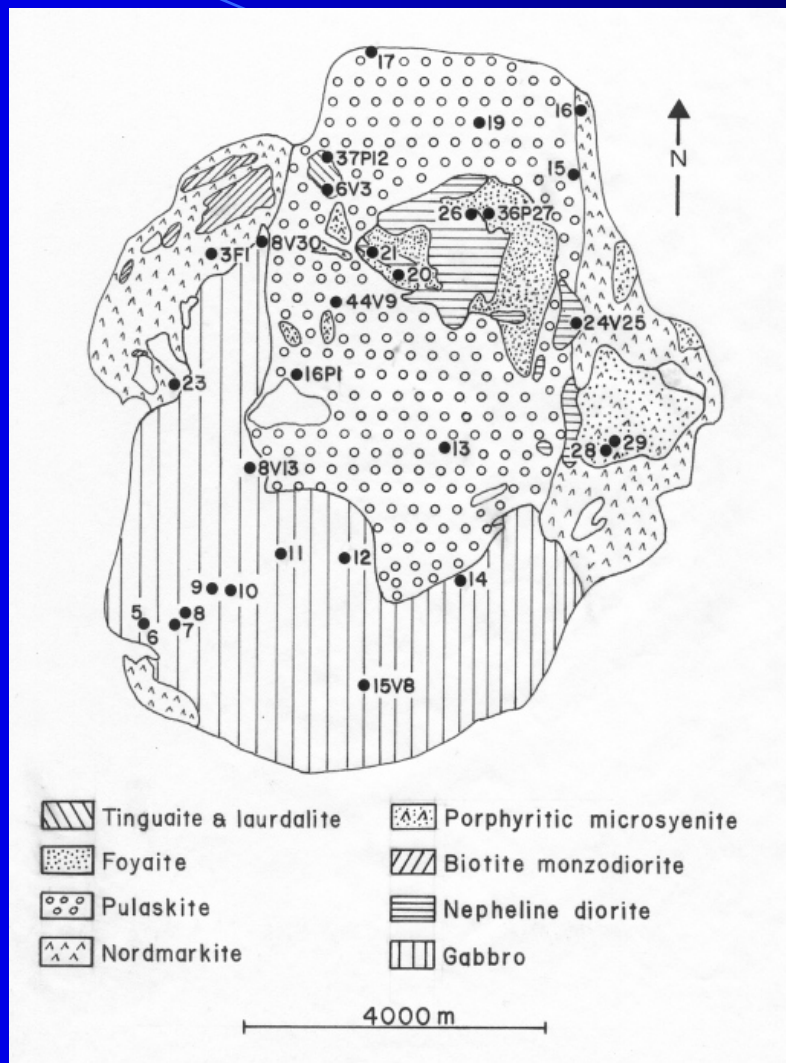 17
16
19
N
37P12
15
6V3
26
36P27
8V30
3F1
21
20
44V9
24V25
23
16P1
13
29
28
8V13
11
12
9
10
14
8
5
7
6
15V8
Tinguaite & laurdalite
Porphyritic microsyenite
Foyaite
Biotite monzodiorite
Pulaskite
Nepheline diorite
Nordmarkite
Gabbro
4000 m